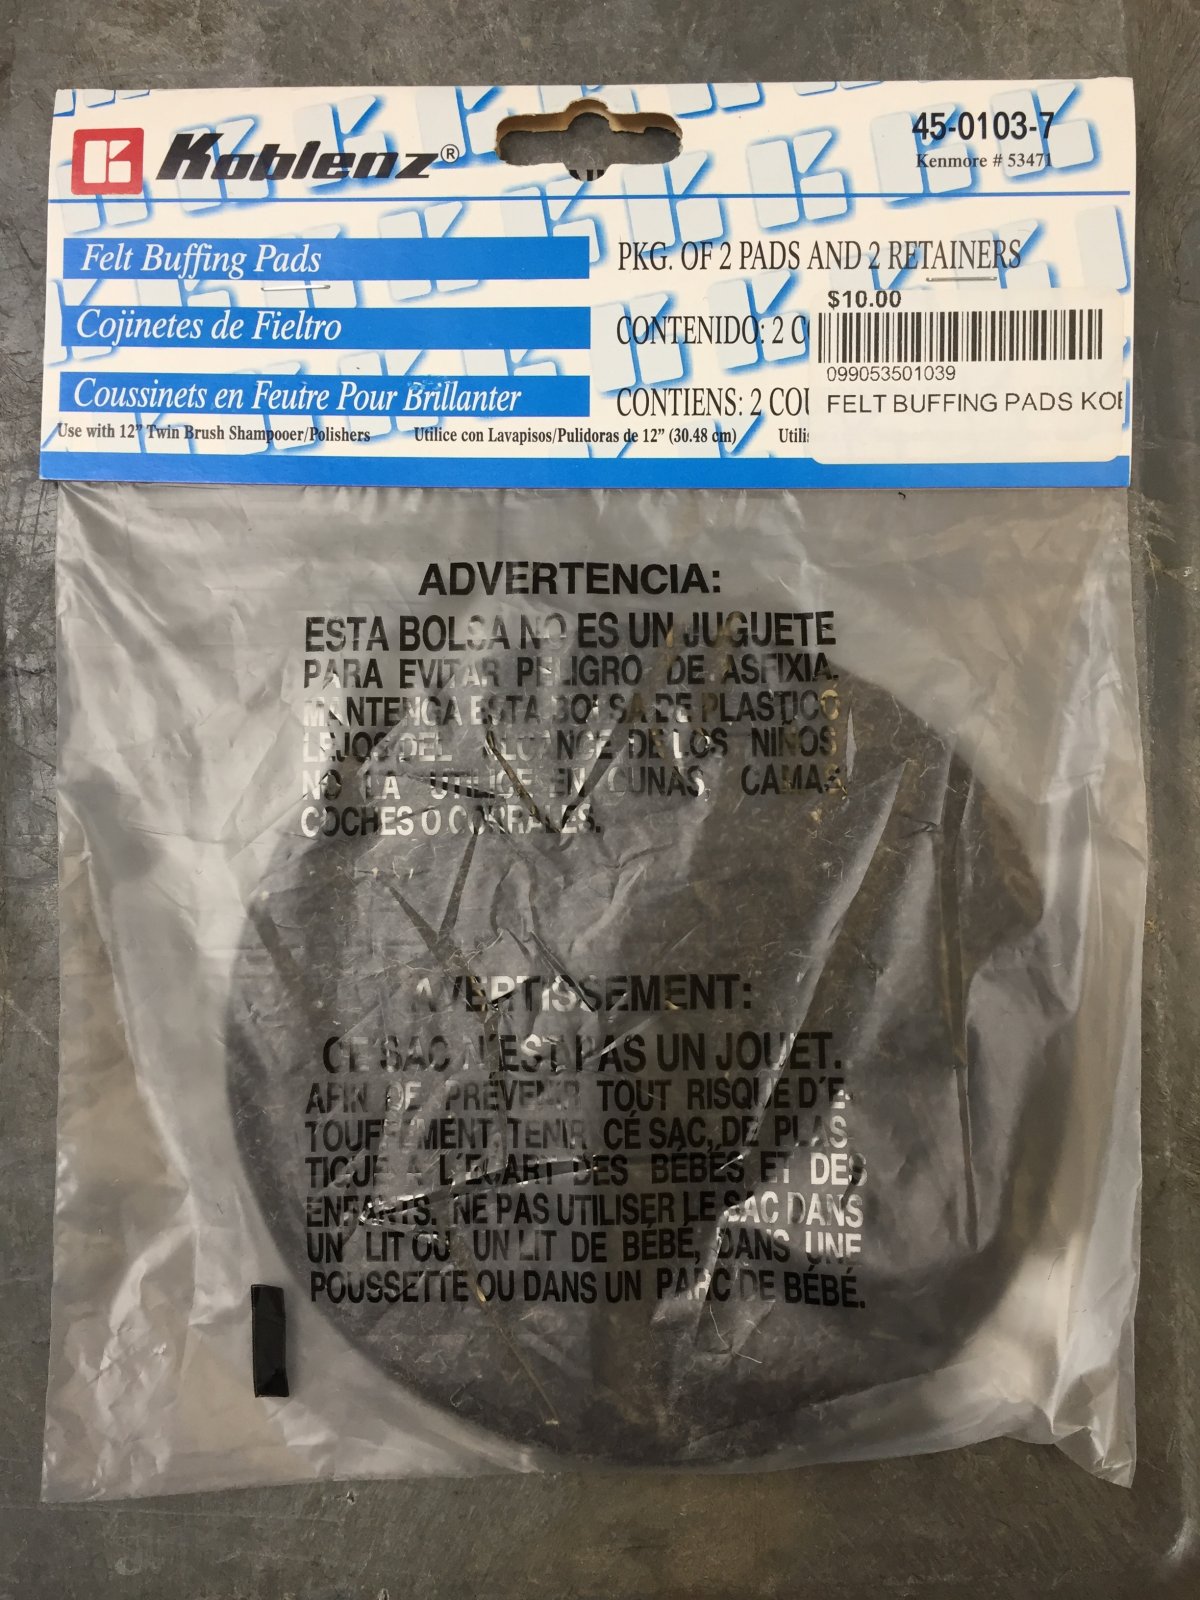 Koblenz®
45-0103-7
Kenmore # 53471
Felt Buffing Pads
PKG. OF 2 PADS AND 2 RETAINERS
$10.00
Cojinetes de Fieltro
CONTENIDO: 2
099053501039
Coussinets en Feutre Pour Brillanter
CONTIENS: 2
FELT BUFFING PADS
Use with 12" Twin Brush Shampooer/Polishers
Utilice con Lavapisos/Pulidoras de 12" (30.48 cm)
ADVERTENCIA:
ESTA BOLSA NO ES UN JUGUETE
PARA EVITAR PELIGRO DE ASFIXIA.
MANTENGA ESTA BOLSA DE PLASTICO
LEJOS DEL ALCANCE DE LOS NIÑOS
NO LA UTILICE EN CUNAS, CAMAS
COCHES O CORRALES.
AVERTISSEMENT:
CE SAC N'EST PAS UN JOUET.
AFIN DE PRÉVENIR TOUT RISQUE D'E-
TOUFFEMENT, TENIR CE SAC, DE PLAS-
TIQUE A L'ECART DES BÉBÉS ET DES
ENFANTS. NE PAS UTILISER LE SAC DANS
UN LIT OU UN LIT DE BÉBÉ, DANS UNE
POUSSETTE OU DANS UN PARC DE BÉBÉ.